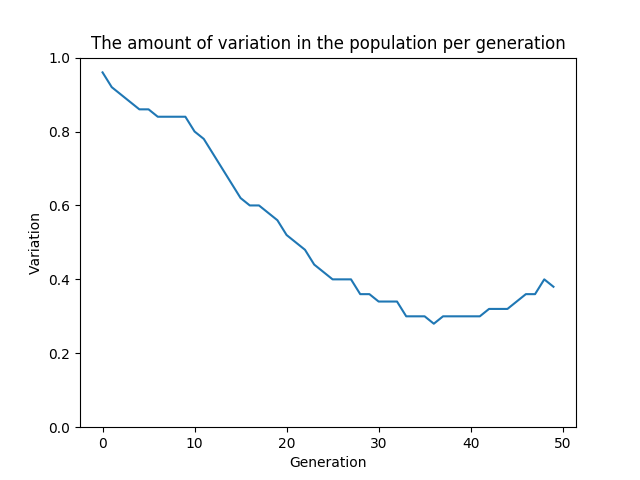 The amount of variation in the population per generation
1.0
0.8
0.6
0.4
0.2
0.0
Variation
0 10 20 30 40 50
Generation